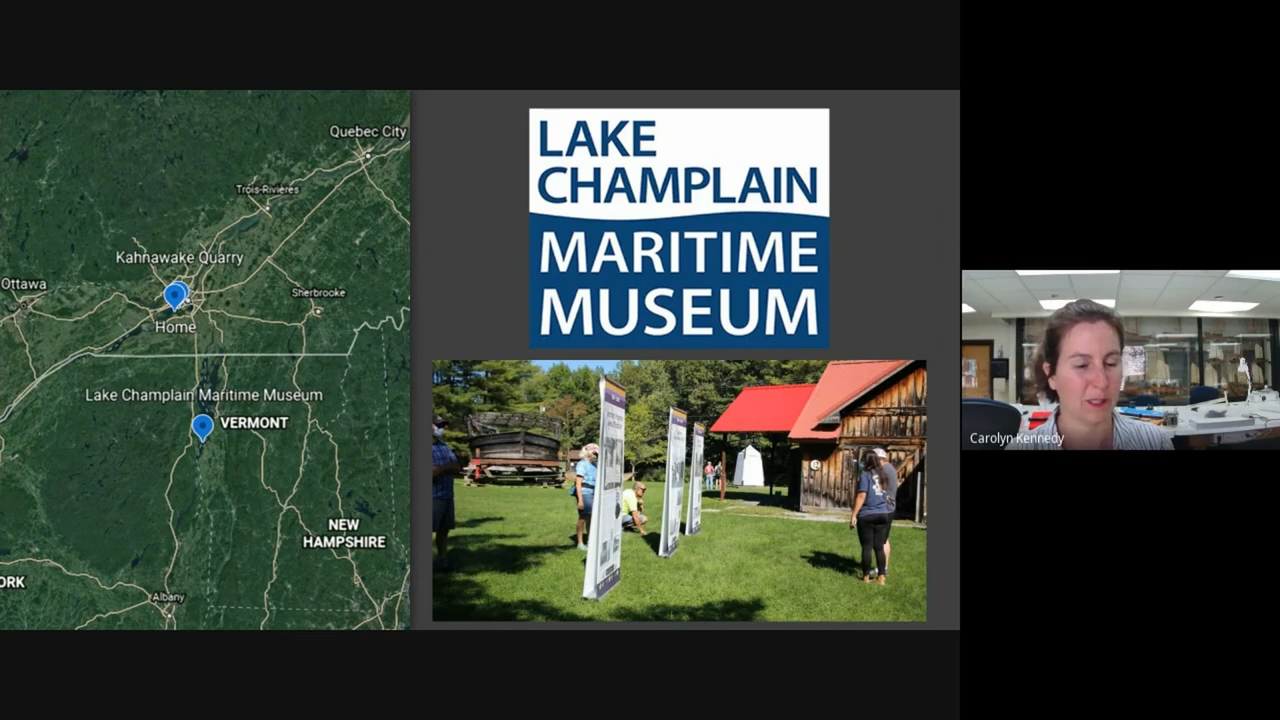 Quebec City
Trois-Rivières
Kahnawake Quarry
Ottawa
Sherbrooke
Home
Lake Champlain Maritime Museum
VERMONT
NEW
HAMPSHIRE
ORK
Albany
LAKE
CHAMPLAIN
MARITIME
MUSEUM
Carolyn Kennedy